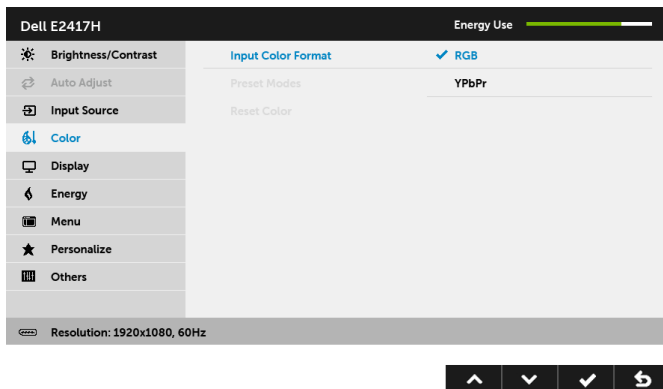 Dell E2417H
Energy Use
Brightness/Contrast
Input Color Format
RGB
Auto Adjust
Preset Modes
YPbPr
Input Source
Reset Color
Color
Display
Energy
Menu
Personalize
Others
Resolution: 1920x1080, 60Hz